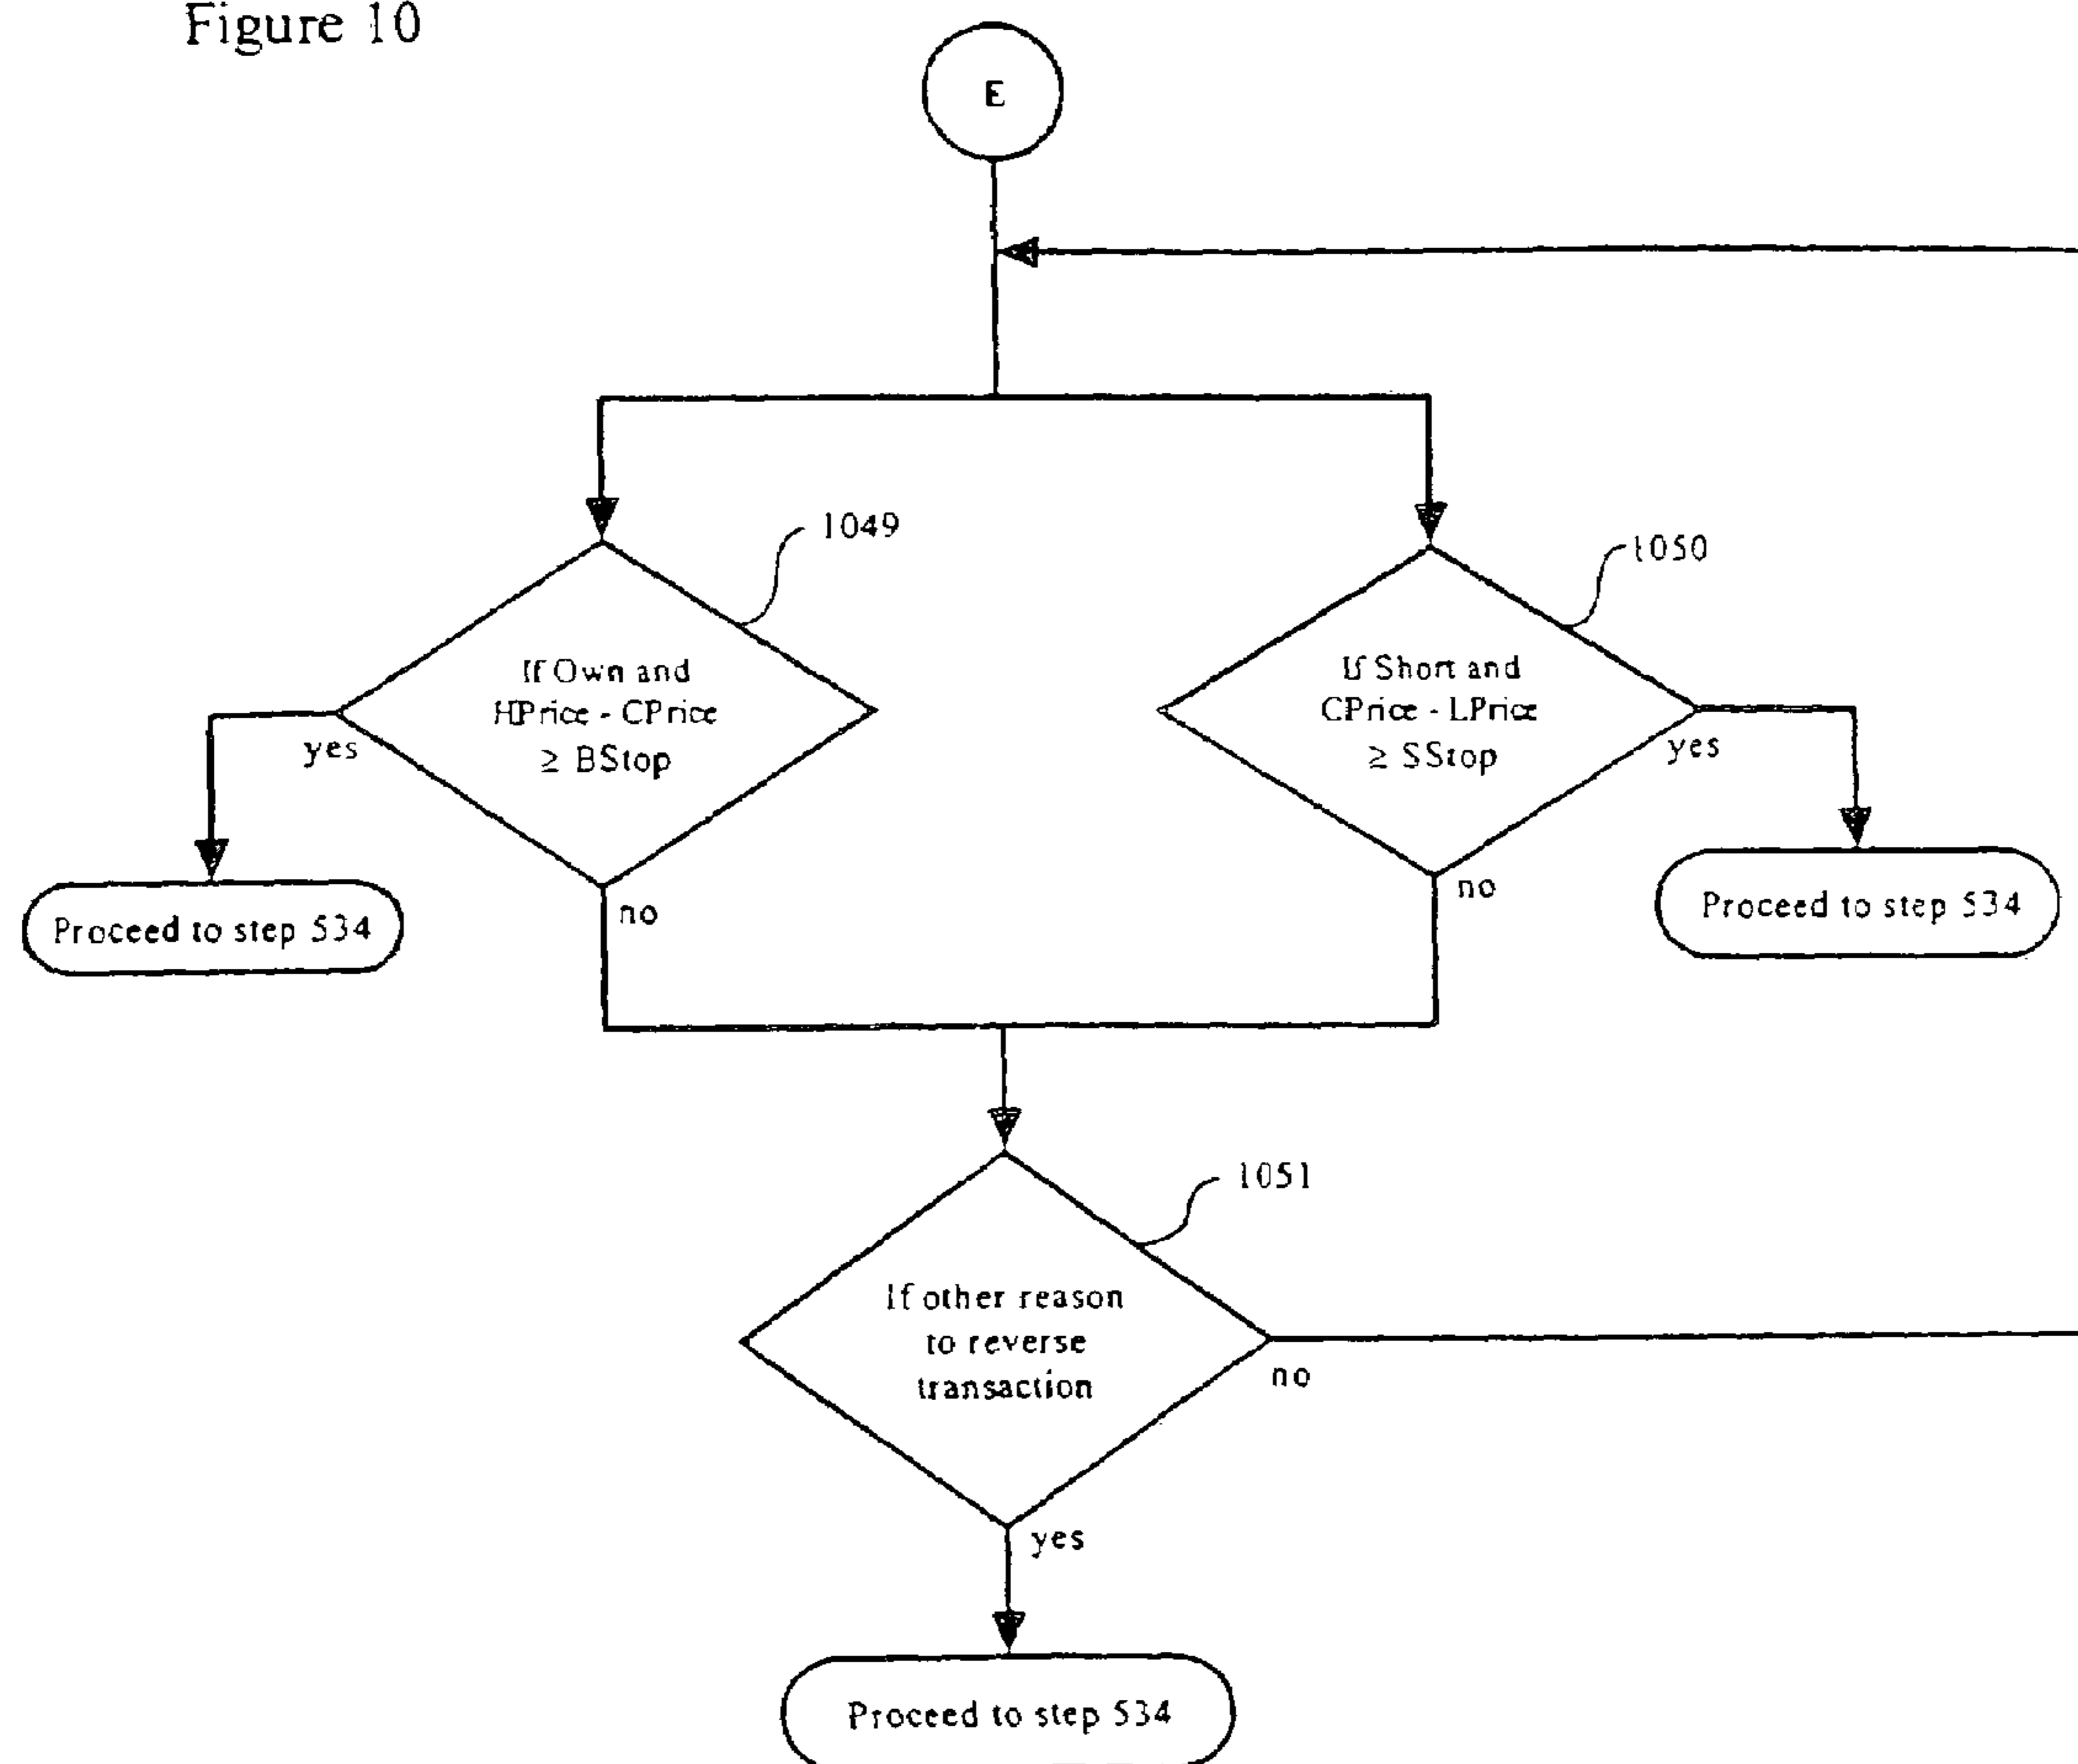 Figure 10
E
1049
1050
If Own and
HPrice - CPrice
≥ BStop
If Short and
CPrice - LPrice
≥ SStop
yes
yes
no
no
Proceed to step 534
Proceed to step 534
1051
If other reason
to reverse
transaction
no
yes
Proceed to step 534